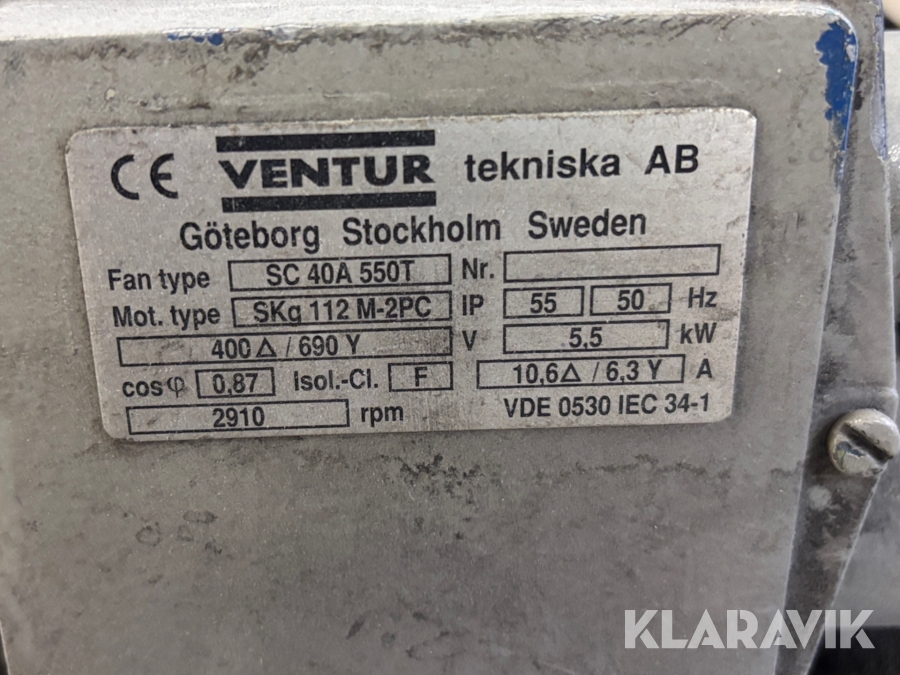 CE VENTUR tekniska AB
Göteborg Stockholm Sweden
Fan type SC 40A 550T Nr.
Mot. type SKg 112 M-2PC IP 55 50 Hz
400 Δ / 690 Y V 5,5 kW
cosφ 0,87 Isol.-Cl. F 10,6Δ / 6,3 Y A
2910 rpm VDE 0530 IEC 34-1
KLARAVIK